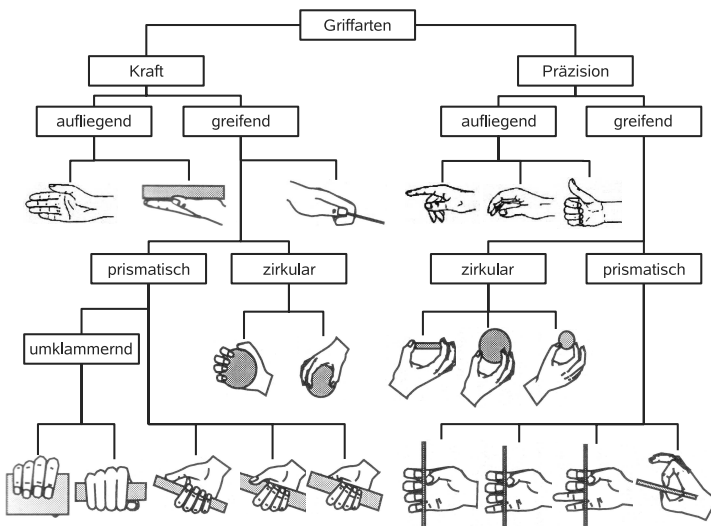 Griffarten
Kraft
Präzision
aufliegend
greifend
aufliegend
greifend
prismatisch
zirkular
zirkular
prismatisch
umklammernd